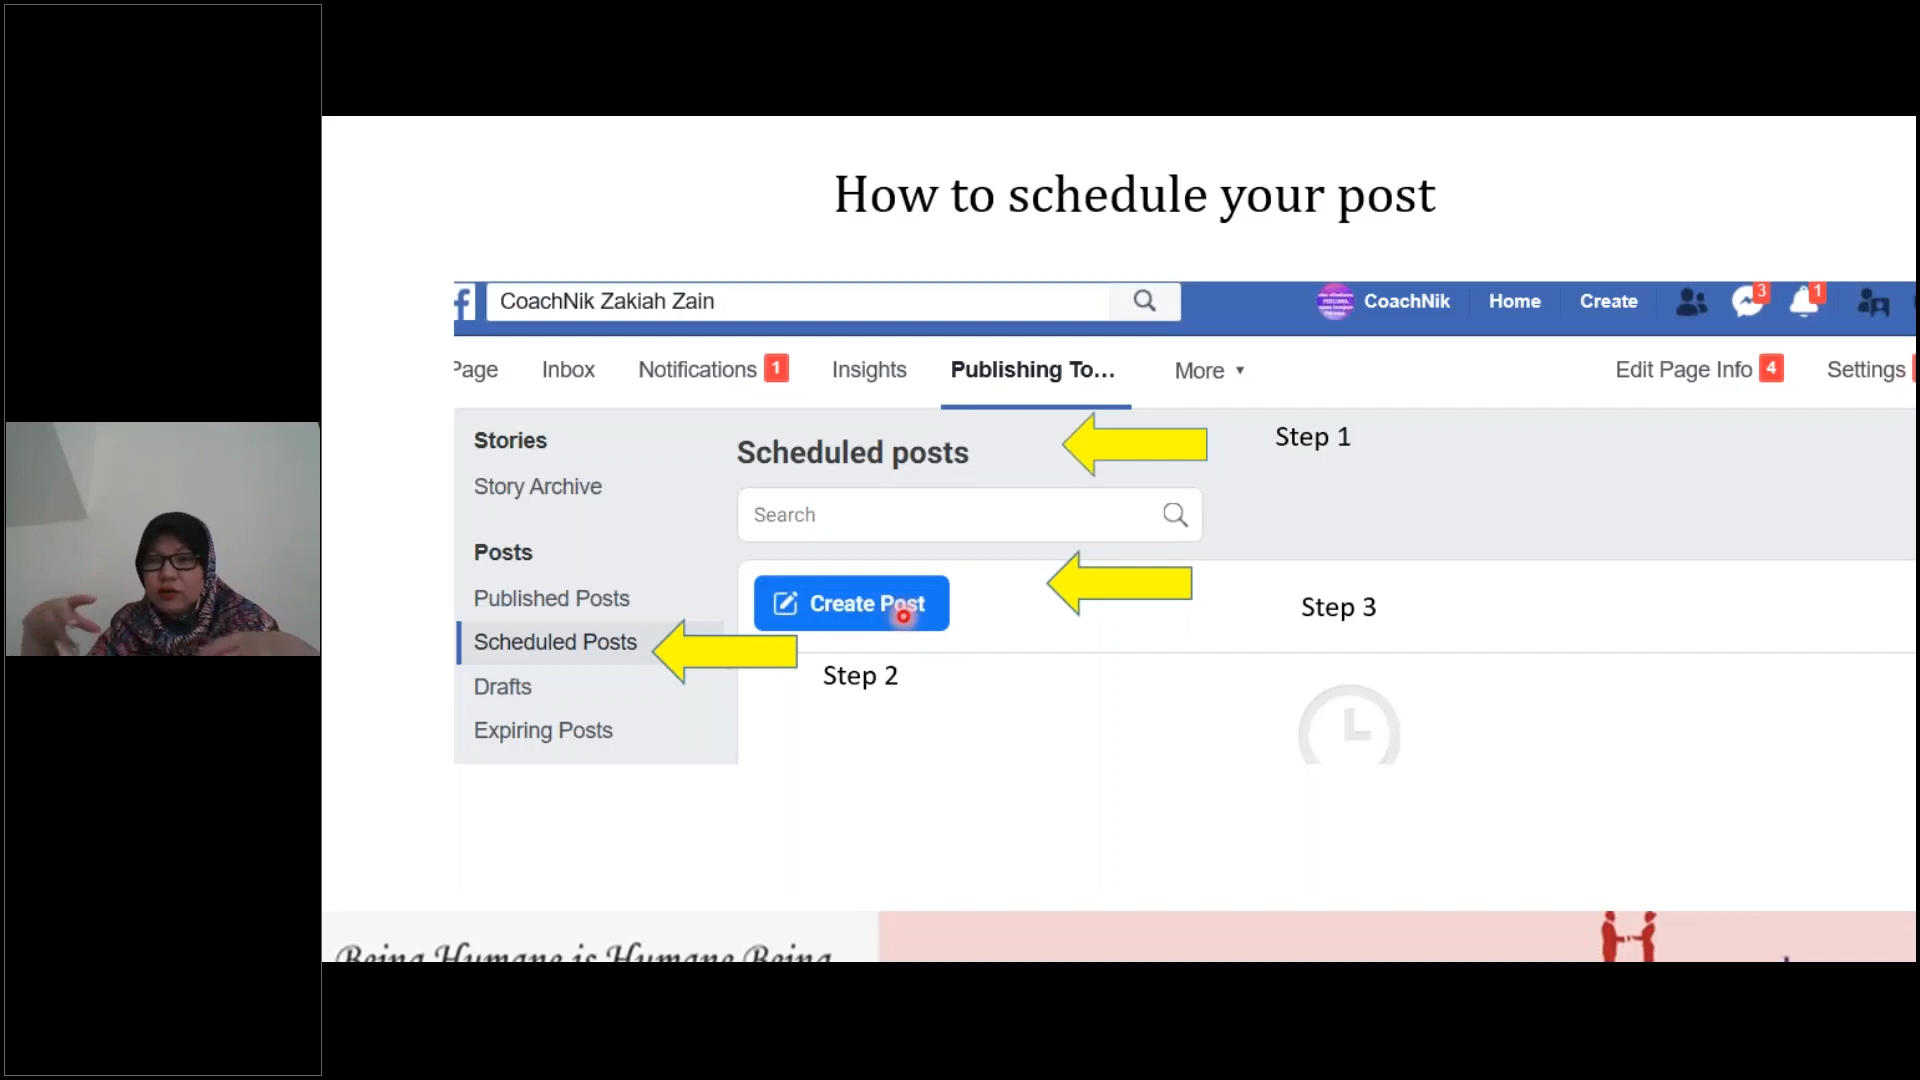 How to schedule your post
f CoachNik Zakiah Zain CoachNik Home Create 3 1
Page Inbox Notifications 1 Insights Publishing To... More Edit Page Info 4 Settings
Stories
Scheduled posts
Step 1
Story Archive
Search
Posts
Published Posts
Create Post
Step 3
Scheduled Posts
Step 2
Drafts
Expiring Posts
Being Humane is Humane Being